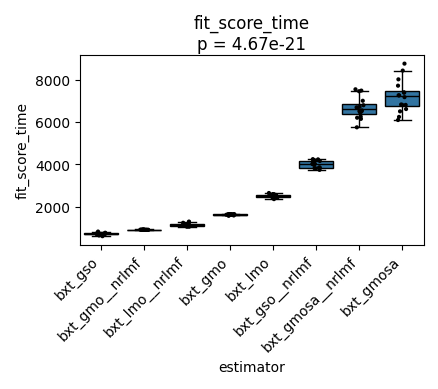 fit_score_time
p = 4.67e-21
fit_score_time
8000
6000
4000
2000
bxt_gso
bxt_gmo__nrlmf
bxt_lmo__nrlmf
bxt_gmo
bxt_lmo
bxt_gso__nrlmf
bxt_gmosa__nrlmf
bxt_gmosa
estimator